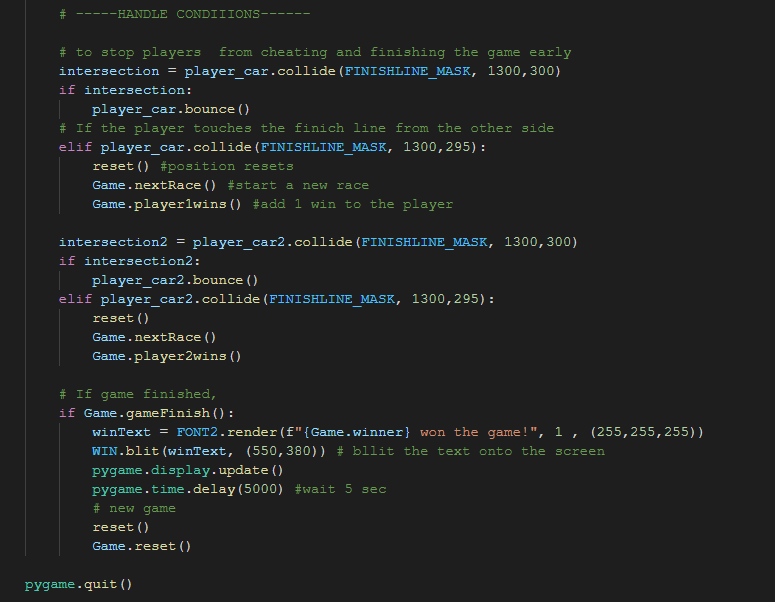 # -----HANDLE CONDITIIONS------
# to stop players  from cheating and finishing the game early
intersection = player_car.collide(FINISHLINE_MASK, 1300,300)
if intersection:
player_car.bounce()
# If the player touches the finich line from the other side
elif player_car.collide(FINISHLINE_MASK, 1300,295):
reset() #position resets
Game.nextRace() #start a new race
Game.player1wins() #add 1 win to the player
intersection2 = player_car2.collide(FINISHLINE_MASK, 1300,300)
if intersection2:
player_car2.bounce()
elif player_car2.collide(FINISHLINE_MASK, 1300,295):
reset()
Game.nextRace()
Game.player2wins()
# If game finished,
if Game.gameFinish():
winText = FONT2.render(f"{Game.winner} won the game!", 1 , (255,255,255))
WIN.blit(winText, (550,380)) # bllit the text onto the screen
pygame.display.update()
pygame.time.delay(5000) #wait 5 sec
# new game
reset()
Game.reset()
pygame.quit()